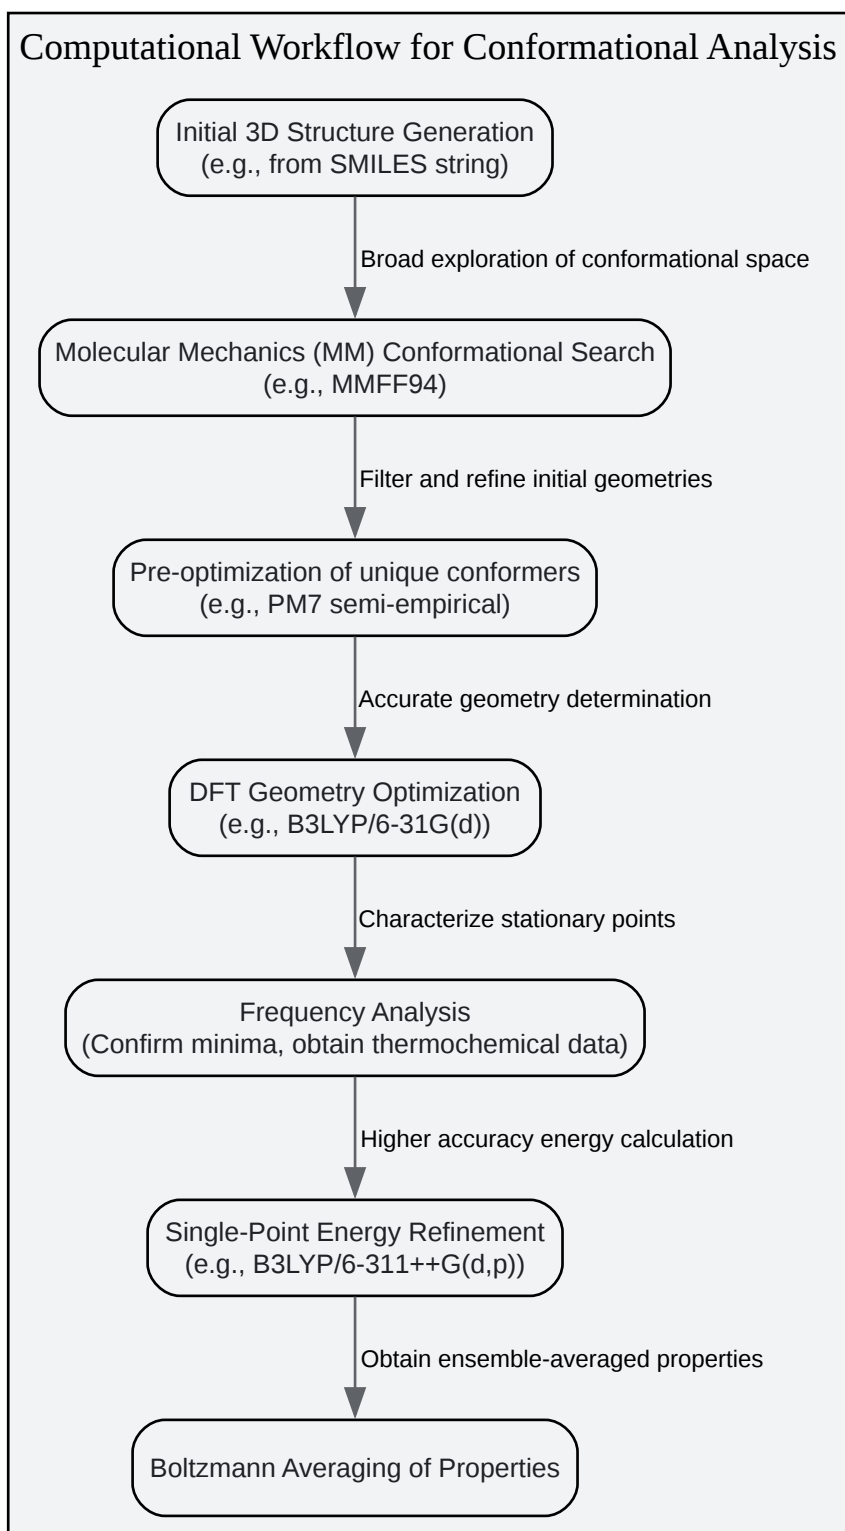 Computational Workflow for Conformational Analysis
Initial 3D Structure Generation
(e.g., from SMILES string)
Broad exploration of conformational space
Molecular Mechanics (MM) Conformational Search
(e.g., MMFF94)
Filter and refine initial geometries
Pre-optimization of unique conformers
(e.g., PM7 semi-empirical)
Accurate geometry determination
DFT Geometry Optimization
(e.g., B3LYP/6-31G(d))
Characterize stationary points
Frequency Analysis
(Confirm minima, obtain thermochemical data)
Higher accuracy energy calculation
Single-Point Energy Refinement
(e.g., B3LYP/6-311++G(d,p))
Obtain ensemble-averaged properties
Boltzmann Averaging of Properties